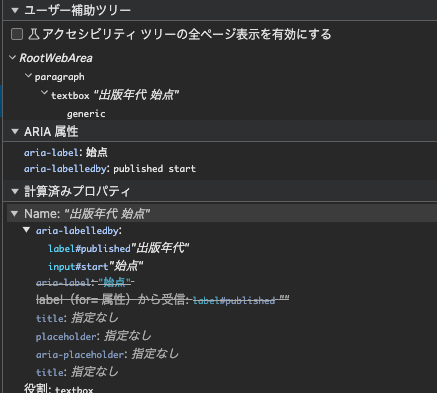 ユーザー補助ツリー
アクセシビリティ ツリーの全ページ表示を有効にする
RootWebArea
paragraph
textbox "出版年代 始点"
generic
ARIA 属性
aria-label: 始点
aria-labelledby: published start
計算済みプロパティ
Name: "出版年代 始点"
aria-labelledby:
label#published"出版年代"
input#start"始点"
aria-label: "始点"
label（for= 属性）から受信: label#published ""
title: 指定なし
placeholder: 指定なし
aria-placeholder: 指定なし
title: 指定なし
役割: textbox